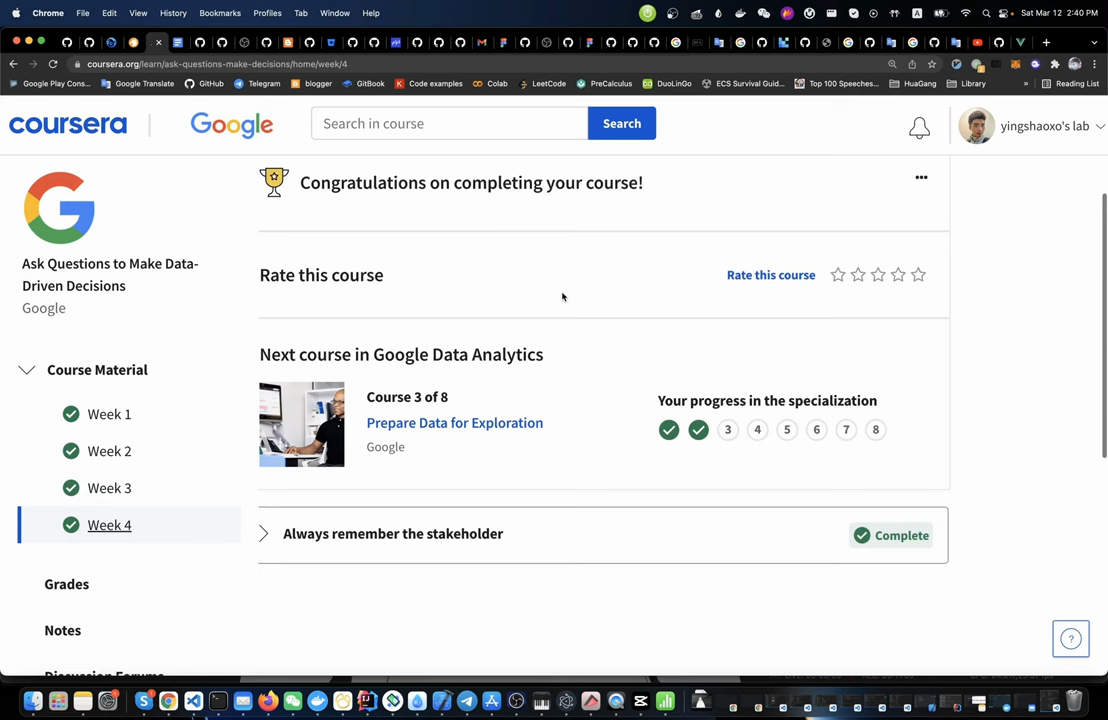 Chrome File Edit View History Bookmarks Profiles Tab Window Help
Sat Mar 12 2:40 PM
coursera.org/learn/ask-questions-make-decisions/home/week/4
Google Play Cons... Google Translate GitHub Telegram blogger GitBook Code examples Colab LeetCode PreCalculus DuoLinGo ECS Survival Guid... Top 100 Speeches... HuaGang Library » Reading List
coursera
Google
Search in course
Search
yingshaoxo's lab
Ask Questions to Make Data-
Driven Decisions
Google
Course Material
Week 1
Week 2
Week 3
Week 4
Grades
Notes
Discussion Forums
Congratulations on completing your course!
Rate this course
Rate this course
Next course in Google Data Analytics
Course 3 of 8
Prepare Data for Exploration
Google
Your progress in the specialization
3 4 5 6 7 8
Always remember the stakeholder
Complete
?